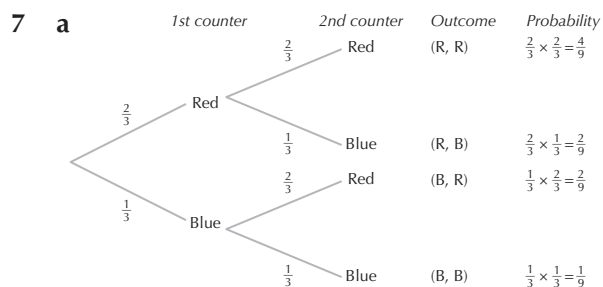 7 a 1st counter 2nd counter Outcome Probability
2/3 Red (R, R) 2/3 × 2/3 = 4/9
2/3 Red
1/3 Blue (R, B) 2/3 × 1/3 = 2/9
2/3 Red (B, R) 1/3 × 2/3 = 2/9
1/3 Blue
1/3 Blue (B, B) 1/3 × 1/3 = 1/9